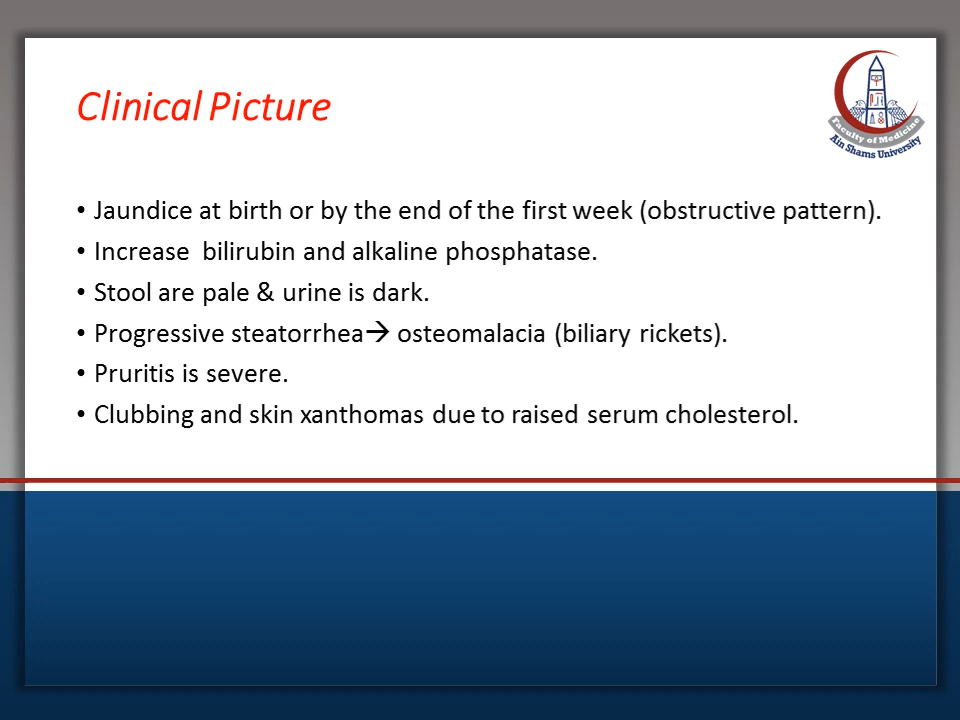 Clinical Picture
Faculty of Medicine
Ain Shams University
• Jaundice at birth or by the end of the first week (obstructive pattern).
• Increase  bilirubin and alkaline phosphatase.
• Stool are pale & urine is dark.
• Progressive steatorrhea→ osteomalacia (biliary rickets).
• Pruritis is severe.
• Clubbing and skin xanthomas due to raised serum cholesterol.